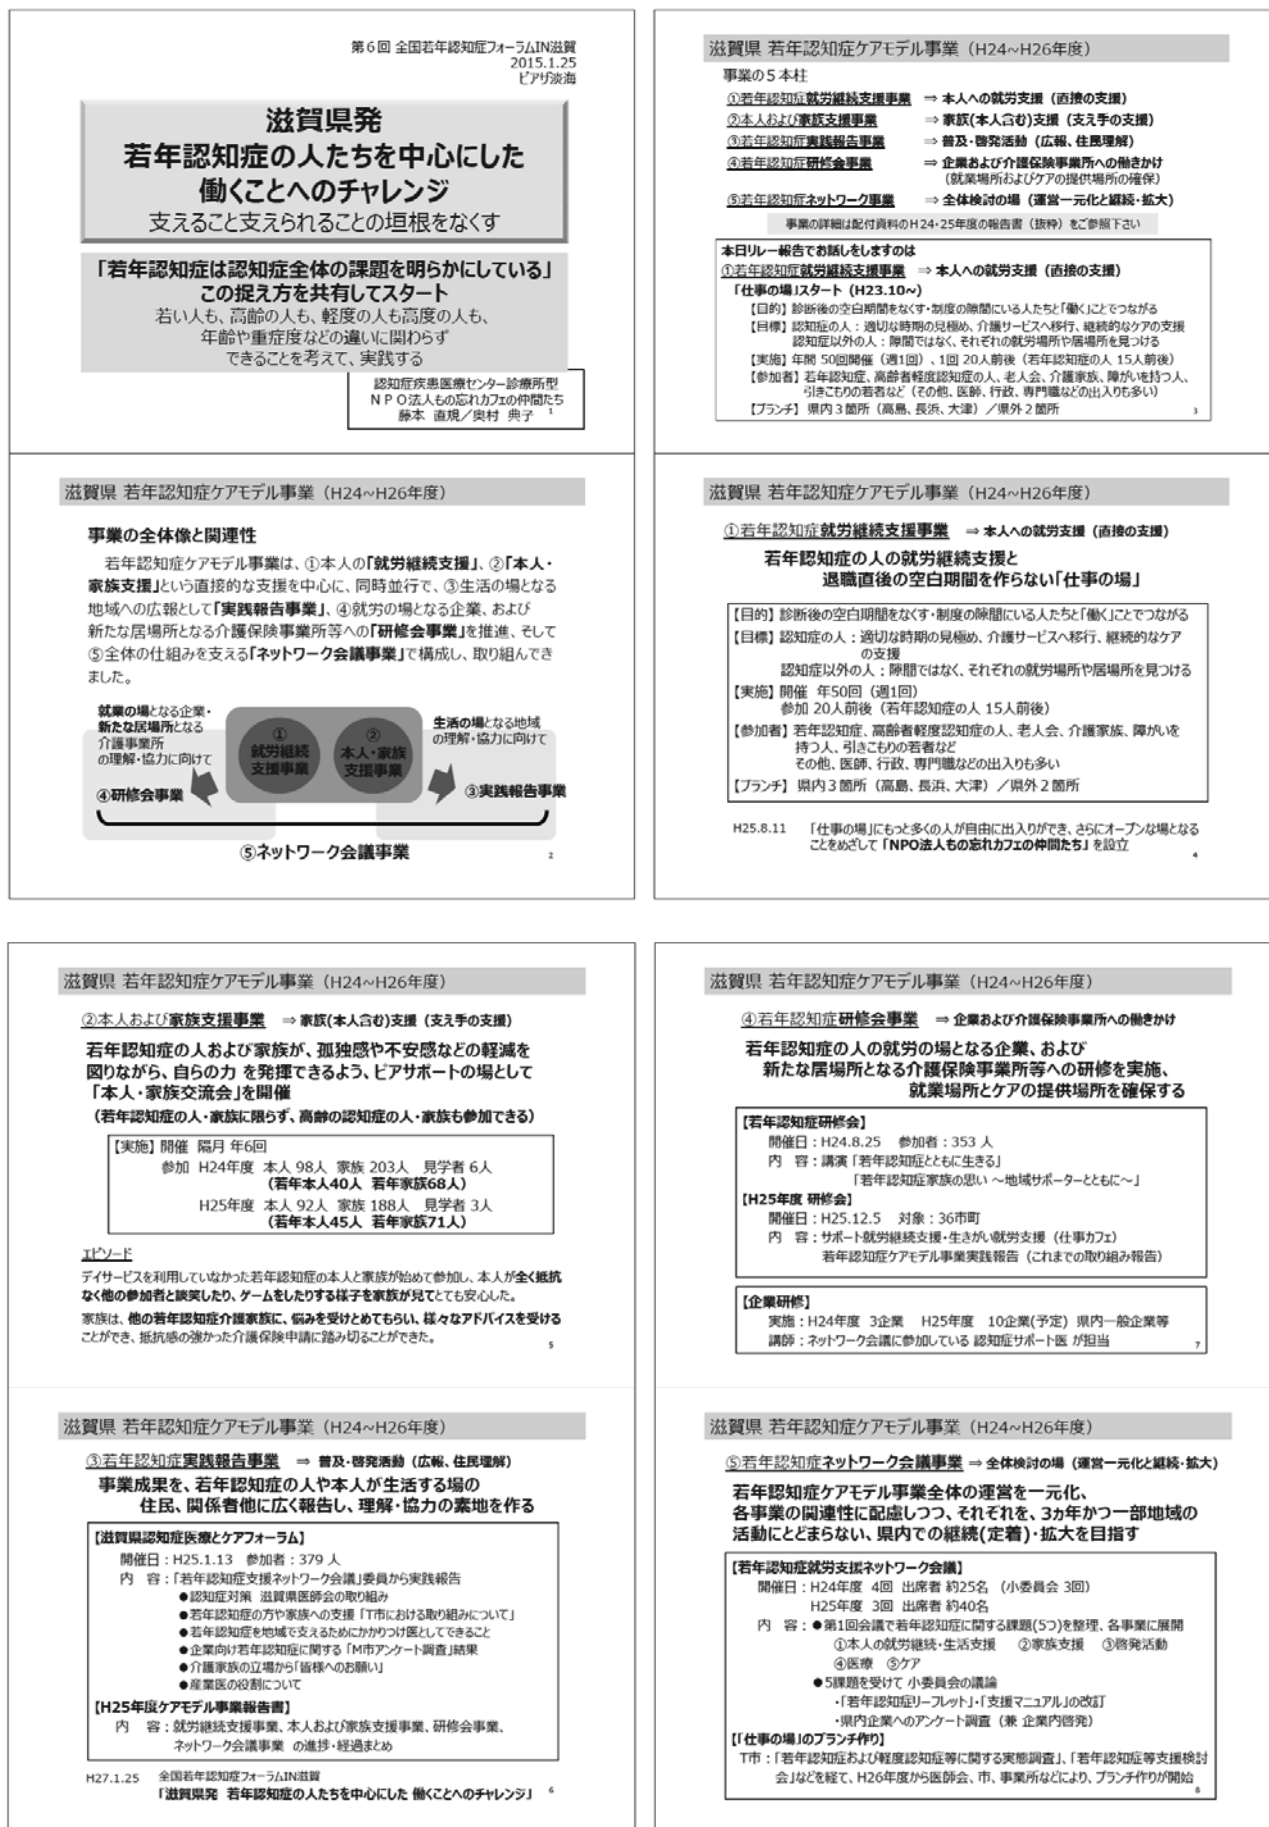 第６回 全国若年認知症フォーラムIN滋賀
2015.1.25
ピアザ淡海
滋賀県発
若年認知症の人たちを中心にした
働くことへのチャレンジ
支えること支えられることの垣根をなくす
「若年認知症は認知症全体の課題を明らかにしている」
この捉え方を共有してスタート
若い人も、高齢の人も、軽度の人も高度の人も、
年齢や重症度などの違いに関わらず
できることを考えて、実践する
認知症疾患医療センター診療所型
ＮＰＯ法人もの忘れカフェの仲間たち
藤本 直規／奥村 典子
1
滋賀県 若年認知症ケアモデル事業（H24～H26年度）
事業の全体像と関連性
若年認知症ケアモデル事業は、①本人の「就労継続支援」、②「本人・
家族支援」という直接的な支援を中心に、同時並行で、③生活の場となる
地域への広報として「実践報告事業」、④就労の場となる企業、および
新たな居場所となる介護保険事業所等への「研修会事業」を推進、そして
⑤全体の仕組みを支える「ネットワーク会議事業」で構成し、取り組んでき
ました。
就業の場となる企業・
新たな居場所となる
介護事業所
の理解・協力に向けて
①
就労継続
支援事業
②
本人・家族
支援事業
生活の場となる地域
の理解・協力に向けて
④研修会事業
③実践報告事業
⑤ネットワーク会議事業
2
滋賀県 若年認知症ケアモデル事業（H24～H26年度）
事業の５本柱
①若年認知症就労継続支援事業 ⇒ 本人への就労支援（直接の支援）
②本人および家族支援事業 ⇒ 家族(本人含む)支援（支え手の支援）
③若年認知症実践報告事業 ⇒ 普及・啓発活動（広報、住民理解）
④若年認知症研修会事業 ⇒ 企業および介護保険事業所への働きかけ
（就業場所およびケアの提供場所の確保）
⑤若年認知症ネットワーク事業 ⇒ 全体検討の場（運営一元化と継続・拡大）
事業の詳細は配付資料のH24・25年度の報告書（抜粋）をご参照下さい
本日リレー報告でお話しをしますのは
①若年認知症就労継続支援事業 ⇒ 本人への就労支援（直接の支援）
「仕事の場」スタート（H23.10～）
【目的】診断後の空白期間をなくす・制度の隙間にいる人たちと「働く」ことでつながる
【目標】認知症の人：適切な時期の見極め、介護サービスへ移行、継続的なケアの支援
認知症以外の人：隙間ではなく、それぞれの就労場所や居場所を見つける
【実施】年間 50回開催（週1回）、1回 20人前後（若年認知症の人 15人前後）
【参加者】若年認知症、高齢者軽度認知症の人、老人会、介護家族、障がいを持つ人、
引きこもりの若者など（その他、医師、行政、専門職などの出入りも多い）
【ブランチ】県内３箇所（高島、長浜、大津）／県外２箇所
3
滋賀県 若年認知症ケアモデル事業（H24～H26年度）
①若年認知症就労継続支援事業 ⇒ 本人への就労支援（直接の支援）
若年認知症の人の就労継続支援と
退職直後の空白期間を作らない「仕事の場」
【目的】診断後の空白期間をなくす・制度の隙間にいる人たちと「働く」ことでつながる
【目標】認知症の人：適切な時期の見極め、介護サービスへ移行、継続的なケア
の支援
認知症以外の人：隙間ではなく、それぞれの就労場所や居場所を見つける
【実施】開催 年50回（週1回）
参加 20人前後（若年認知症の人 15人前後）
【参加者】若年認知症、高齢者軽度認知症の人、老人会、介護家族、障がいを
持つ人、引きこもりの若者など
その他、医師、行政、専門職などの出入りも多い
【ブランチ】県内３箇所（高島、長浜、大津）／県外２箇所
H25.8.11 「仕事の場」にもっと多くの人が自由に出入りができ、さらにオープンな場となる
ことをめざして「NPO法人もの忘れカフェの仲間たち」を設立
4
滋賀県 若年認知症ケアモデル事業（H24～H26年度）
②本人および家族支援事業 ⇒ 家族(本人含む)支援（支え手の支援）
若年認知症の人および家族が、孤独感や不安感などの軽減を
図りながら、自らの力 を発揮できるよう、ピアサポートの場として
「本人・家族交流会」を開催
（若年認知症の人・家族に限らず、高齢の認知症の人・家族も参加できる）
【実施】開催 隔月 年6回
参加 H24年度 本人 98人 家族 203人 見学者 6人
（若年本人40人 若年家族68人）
H25年度 本人 92人 家族 188人 見学者 3人
（若年本人45人 若年家族71人）
エピソード
デイサービスを利用していなかった若年認知症の本人と家族が始めて参加し、本人が全く抵抗
なく他の参加者と談笑したり、ゲームをしたりする様子を家族が見てとても安心した。
家族は、他の若年認知症介護家族に、悩みを受けとめてもらい、様々なアドバイスを受ける
ことができ、抵抗感の強かった介護保険申請に踏み切ることができた。
5
滋賀県 若年認知症ケアモデル事業（H24～H26年度）
③若年認知症実践報告事業 ⇒ 普及・啓発活動（広報、住民理解）
事業成果を、若年認知症の人や本人が生活する場の
住民、関係者他に広く報告し、理解・協力の素地を作る
【滋賀県認知症医療とケアフォーラム】
開催日：H25.1.13 参加者：379 人
内 容：「若年認知症支援ネットワーク会議」委員から実践報告
●認知症対策 滋賀県医師会の取り組み
●若年認知症の方や家族への支援「T市における取り組みについて」
●若年認知症を地域で支えるためにかかりつけ医としてできること
●企業向け若年認知症に関する「M市アンケート調査」結果
●介護家族の立場から「皆様へのお願い」
●産業医の役割について
【H25年度ケアモデル事業報告書】
内 容：就労継続支援事業、本人および家族支援事業、研修会事業、
ネットワーク会議事業 の進捗・経過まとめ
H27.1.25 全国若年認知症フォーラムIN滋賀
「滋賀県発 若年認知症の人たちを中心にした 働くことへのチャレンジ」
6
滋賀県 若年認知症ケアモデル事業（H24～H26年度）
④若年認知症研修会事業 ⇒ 企業および介護保険事業所への働きかけ
若年認知症の人の就労の場となる企業、および
新たな居場所となる介護保険事業所等への研修を実施、
就業場所とケアの提供場所を確保する
【若年認知症研修会】
開催日：H24.8.25 参加者：353 人
内 容：講演「若年認知症とともに生きる」
「若年認知症家族の思い ～地域サポーターとともに～」
【H25年度 研修会】
開催日：H25.12.5 対象：36市町
内 容：サポート就労継続支援・生きがい就労支援（仕事カフェ）
若年認知症ケアモデル事業実践報告（これまでの取り組み報告）
【企業研修】
実施：H24年度 3企業 H25年度 10企業(予定) 県内一般企業等
講師：ネットワーク会議に参加している 認知症サポート医 が担当
7
滋賀県 若年認知症ケアモデル事業（H24～H26年度）
⑤若年認知症ネットワーク会議事業 ⇒ 全体検討の場（運営一元化と継続・拡大）
若年認知症ケアモデル事業全体の運営を一元化、
各事業の関連性に配慮しつつ、それぞれを、3ヵ年かつ一部地域の
活動にとどまらない、県内での継続(定着)・拡大を目指す
【若年認知症就労支援ネットワーク会議】
開催日：H24年度 4回 出席者 約25名 （小委員会 3回）
H25年度 3回 出席者 約40名
内 容：●第1回会議で若年認知症に関する課題(5つ)を整理、各事業に展開
①本人の就労継続・生活支援 ②家族支援 ③啓発活動
④医療 ⑤ケア
●5課題を受けて 小委員会の議論
・「若年認知症リーフレット」・「支援マニュアル」の改訂
・県内企業へのアンケート調査（兼 企業内啓発）
【「仕事の場」のブランチ作り】
T市：「若年認知症および軽度認知症等に関する実態調査」、「若年認知症等支援検討
会」などを経て、H26年度から医師会、市、事業所などにより、ブランチ作りが開始
8